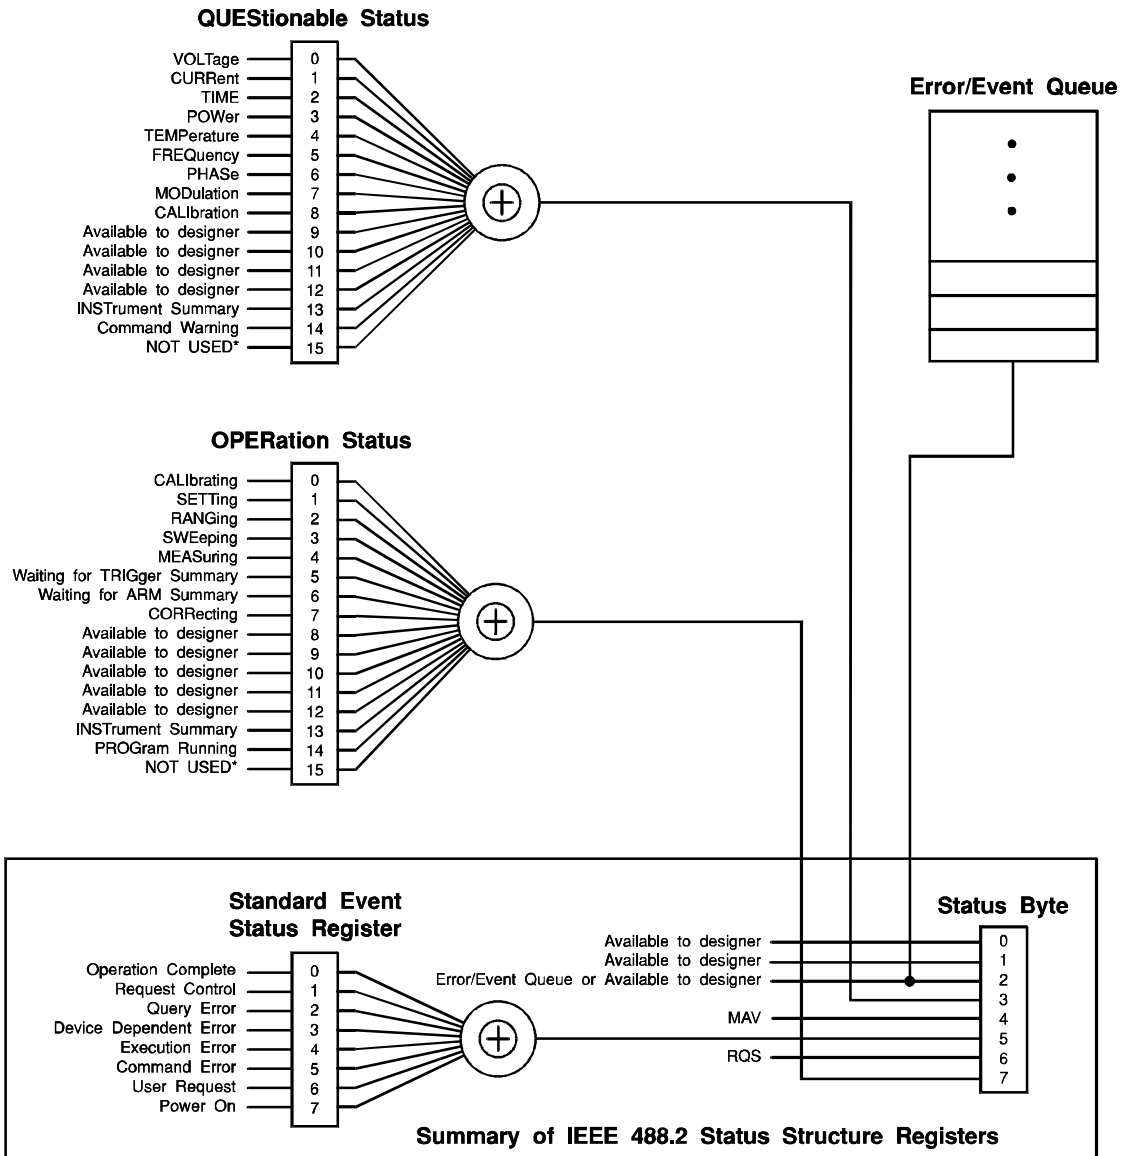 QUEStionable Status
VOLTage 0
CURRent 1
TIME 2
POWer 3
TEMPerature 4
FREQuency 5
PHASe 6
MODulation 7
CALIbration 8
Available to designer 9
Available to designer 10
Available to designer 11
Available to designer 12
INSTrument Summary 13
Command Warning 14
NOT USED* 15
Error/Event Queue
OPERation Status
CALIbrating 0
SETTing 1
RANGing 2
SWEeping 3
MEASuring 4
Waiting for TRIGger Summary 5
Waiting for ARM Summary 6
CORRecting 7
Available to designer 8
Available to designer 9
Available to designer 10
Available to designer 11
Available to designer 12
INSTrument Summary 13
PROGram Running 14
NOT USED* 15
Standard Event
Status Register
Operation Complete 0
Request Control 1
Query Error 2
Device Dependent Error 3
Execution Error 4
Command Error 5
User Request 6
Power On 7
Status Byte
Available to designer 0
Available to designer 1
Error/Event Queue or Available to designer 2
3
MAV 4
5
RQS 6
7
Summary of IEEE 488.2 Status Structure Registers